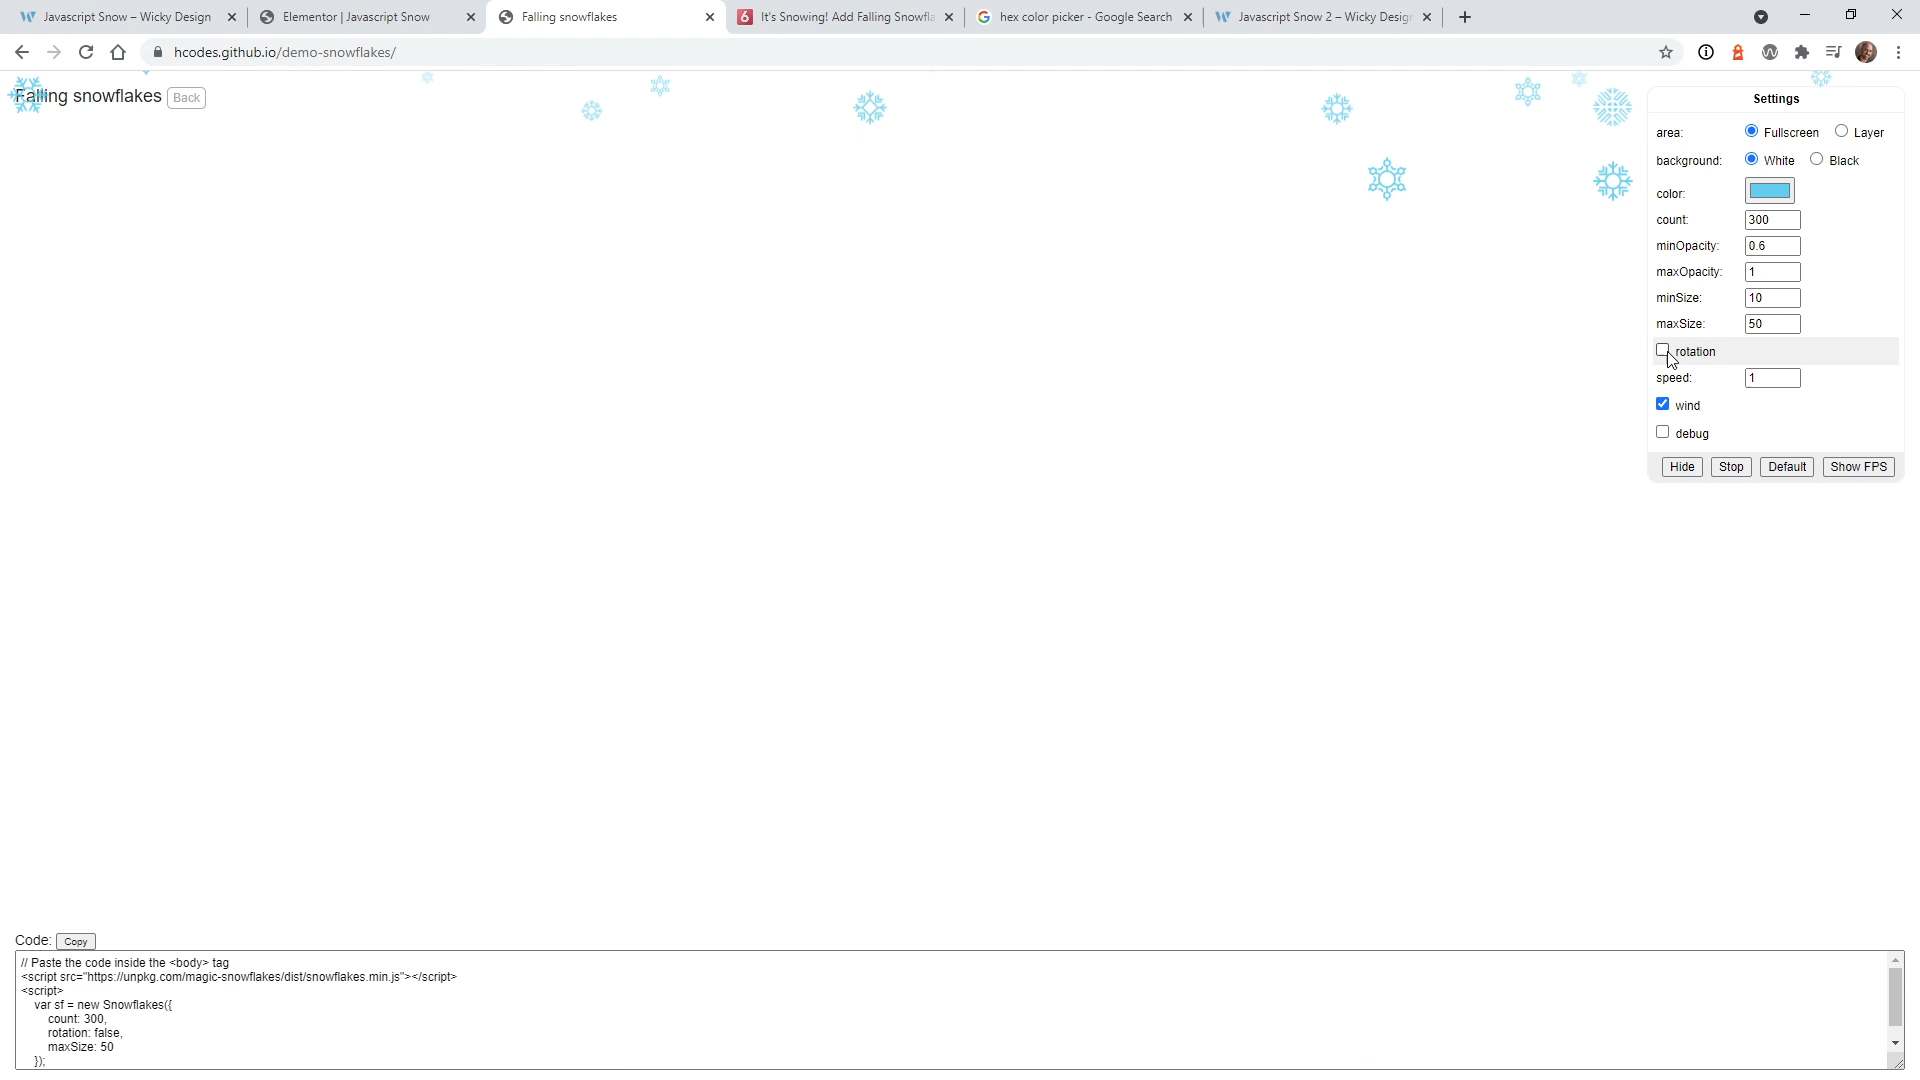 Javascript Snow – Wicky Design
Elementor | Javascript Snow
Falling snowflakes
It's Snowing! Add Falling Snowfla
hex color picker - Google Search
Javascript Snow 2 – Wicky Desig
hcodes.github.io/demo-snowflakes/
Falling snowflakes Back
Settings
area: Fullscreen Layer
background: White Black
color:
count: 300
minOpacity: 0.6
maxOpacity: 1
minSize: 10
maxSize: 50
rotation
speed: 1
wind
debug
Hide Stop Default Show FPS
Code: Copy
// Paste the code inside the <body> tag
<script src="https://unpkg.com/magic-snowflakes/dist/snowflakes.min.js"></script>
<script>
var sf = new Snowflakes({
count: 300,
rotation: false,
maxSize: 50
});